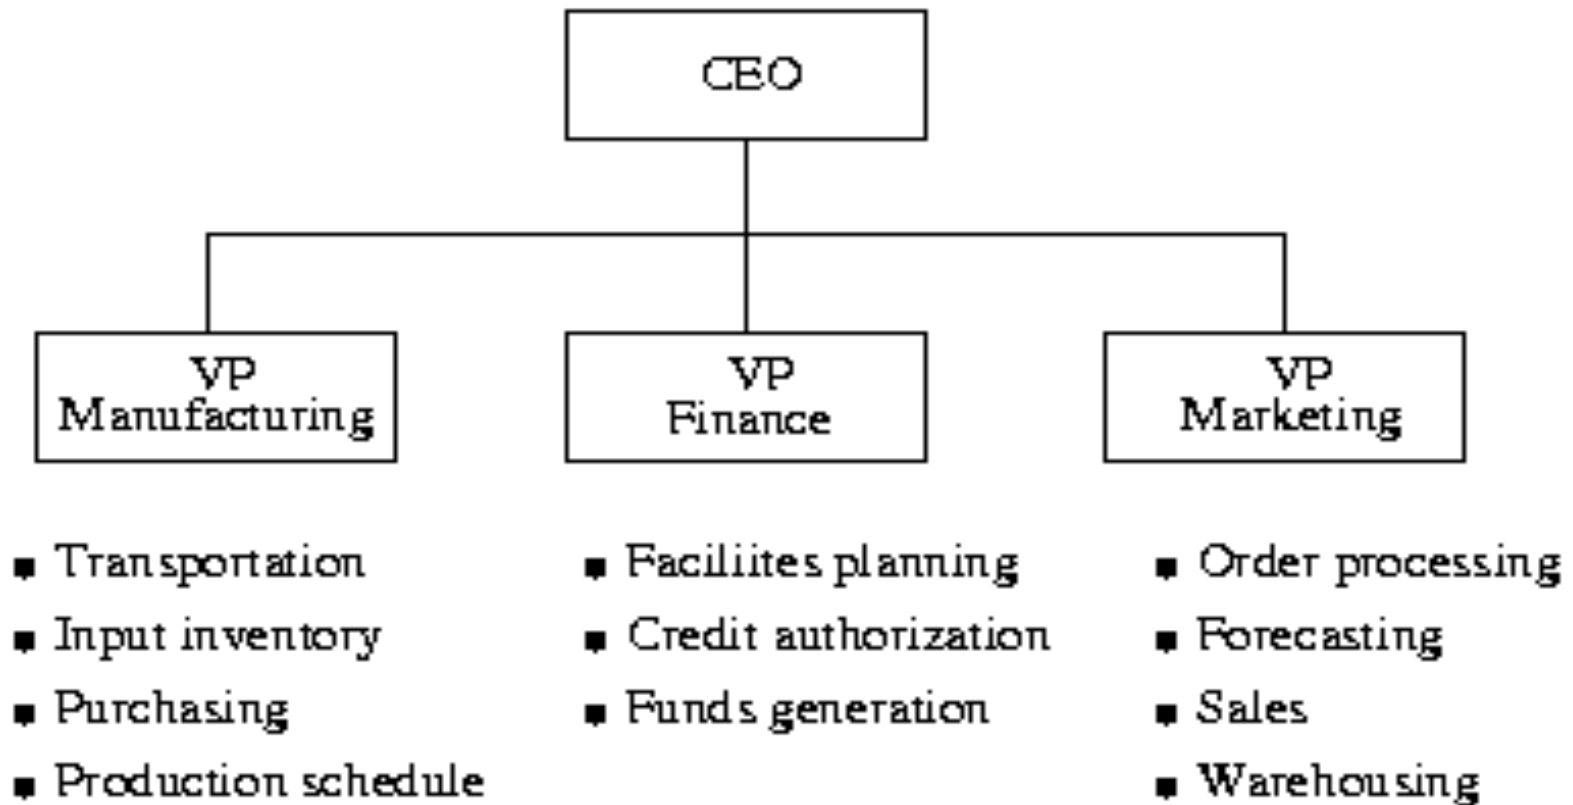 CEO
VP
Manufacturing
VP
Finance
VP
Marketing
Transportation
Input inventory
Purchasing
Production schedule
Faciliites planning
Credit authorization
Funds generation
Order processing
Forecasting
Sales
Warehousing